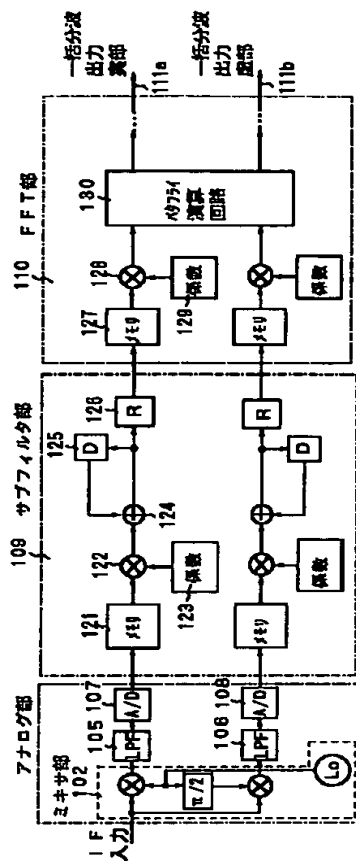 アナログ部
ミキサ部
102
IF
入力
π/2
Lo
105
LPF
107
A/D
106
LPF
108
A/D
109
サブフィルタ部
121
メモリ
122
123
係数
124
125
D
126
R
メモリ
係数
D
R
110
FFT部
127
メモリ
128
129
係数
130
バタフライ
演算
回路
メモリ
係数
一括分波
出力
実部
111a
一括分波
出力
虚部
111b